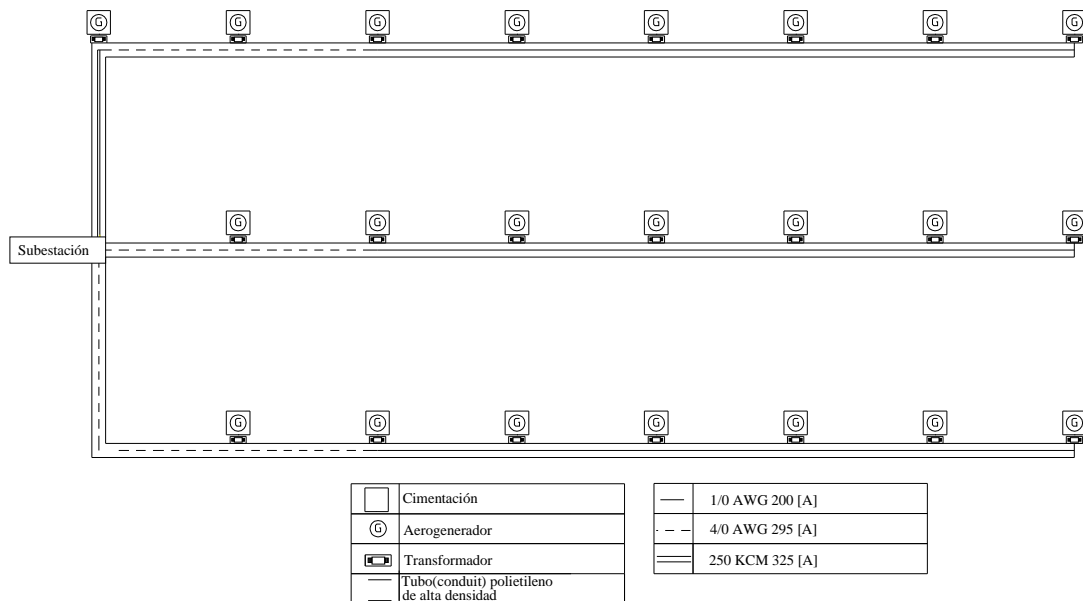 G G G G G G G G
Subestación
G G G G G G G
G G G G G G G
Cimentación
G Aerogenerador
Transformador
Tubo(conduit) polietileno
de alta densidad
1/0 AWG 200 [A]
4/0 AWG 295 [A]
250 KCM 325 [A]